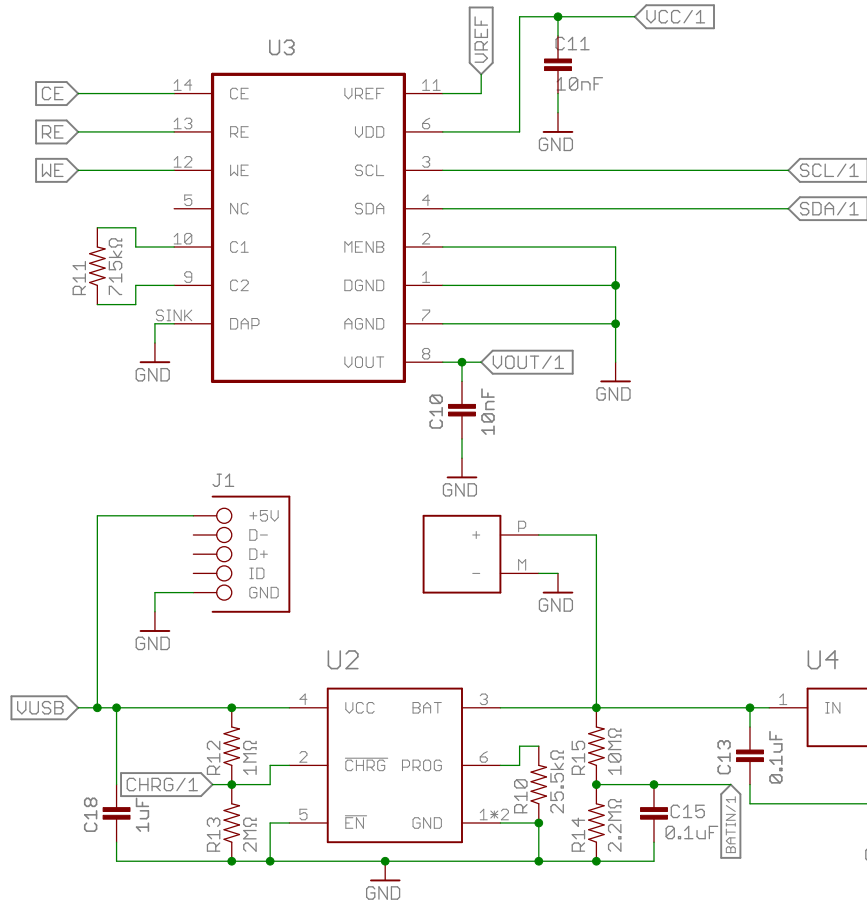 U3
VREF
C11
VCC/1
10nF
GND
CE 14 CE VREF 11
RE 13 RE VDD 6
WE 12 WE SCL 3 SCL/1
5 NC SDA 4 SDA/1
10 C1 MENB 2
R11
715kΩ
9 C2 DGND 1
SINK DAP AGND 7
GND
VOUT 8 VOUT/1
GND
C10
10nF
GND
J1
+5V
D-
D+
ID
GND
GND
+ P
- M
GND
U2
U4
VUSB
4 VCC BAT 3
1 IN
R12
1MΩ
2 CHRG PROG 6
CHRG/1
R10
25.5kΩ
R15
10MΩ
C13
0.1uF
C18
1uF
R13
2MΩ
5 EN GND 1*2
R14
2.2MΩ
C15
0.1uF
BATIN/1
GND